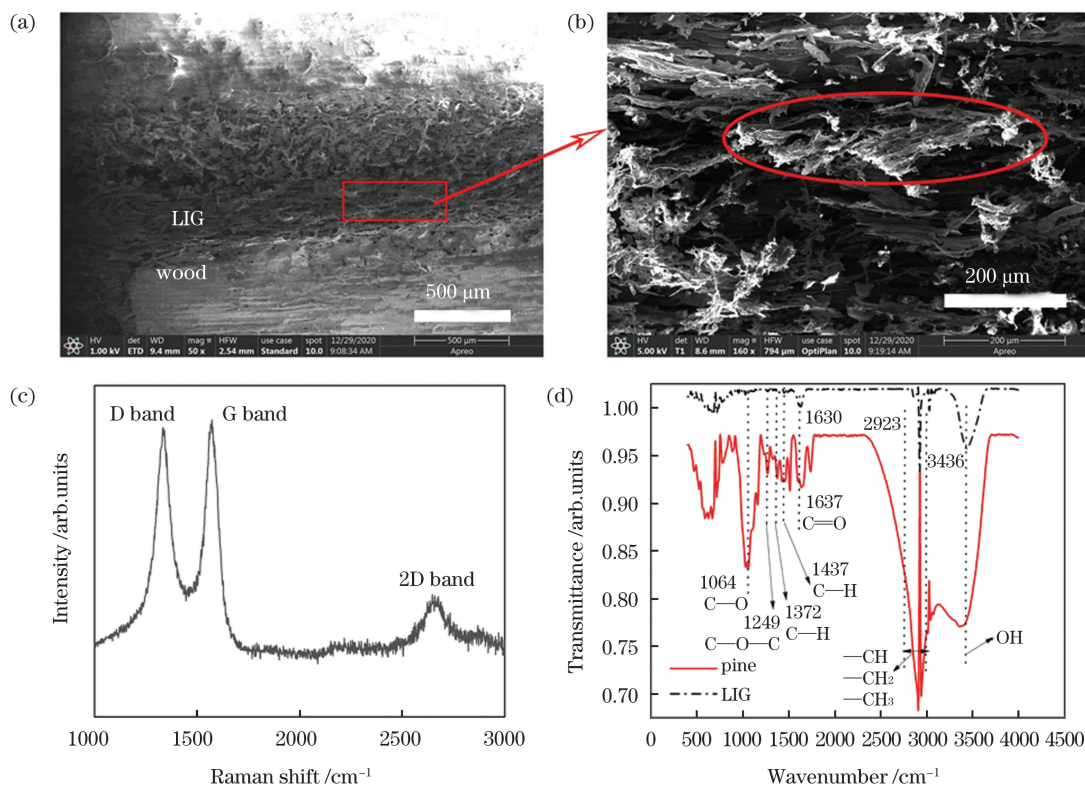 (a)
LIG
wood
500 μm
HV det WD mag HFW use case spot 12/29/2020 500 μm
1.00 kV ETD 9.4 mm 50 x 2.54 mm Standard 10.0 9:08:34 AM Apreo
(b)
200 μm
HV det WD mag HFW use case spot 12/29/2020 200 μm
5.00 kV T1 8.6 mm 160 x 794 μm OptiPlan 10.0 9:19:14 AM Apreo
(c)
D band
G band
2D band
Intensity /arb.units
1000 1500 2000 2500 3000
Raman shift /cm⁻¹
(d)
1.00
0.95
0.90
0.85
0.80
0.75
0.70
Transmittance /arb.units
1630
2923
3436
1637
C=O
1064
C—O
1437
C—H
1249
C—O—C
1372
C—H
—CH
—CH₂
—CH₃
OH
pine
LIG
0 500 1000 1500 2000 2500 3000 3500 4000 4500
Wavenumber /cm⁻¹